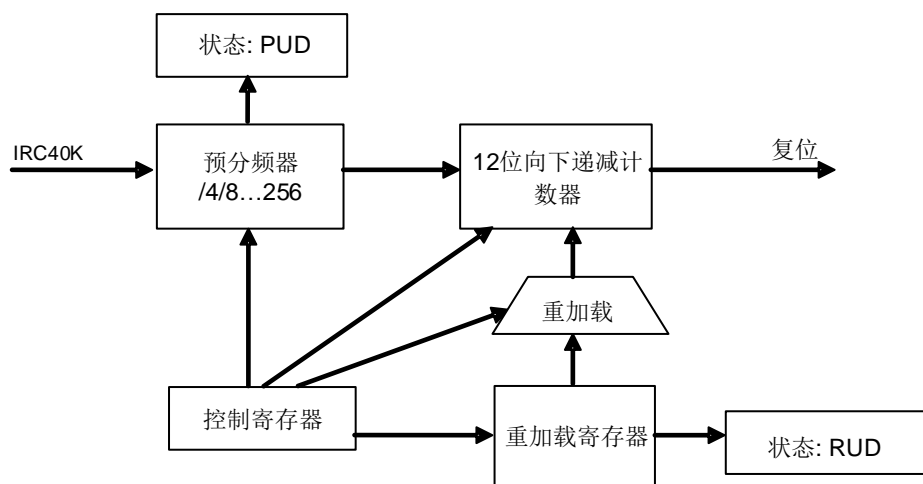 状态: PUD
IRC40K
预分频器
/4/8…256
12位向下递减计
数器
复位
重加载
控制寄存器
重加载寄存器
状态: RUD